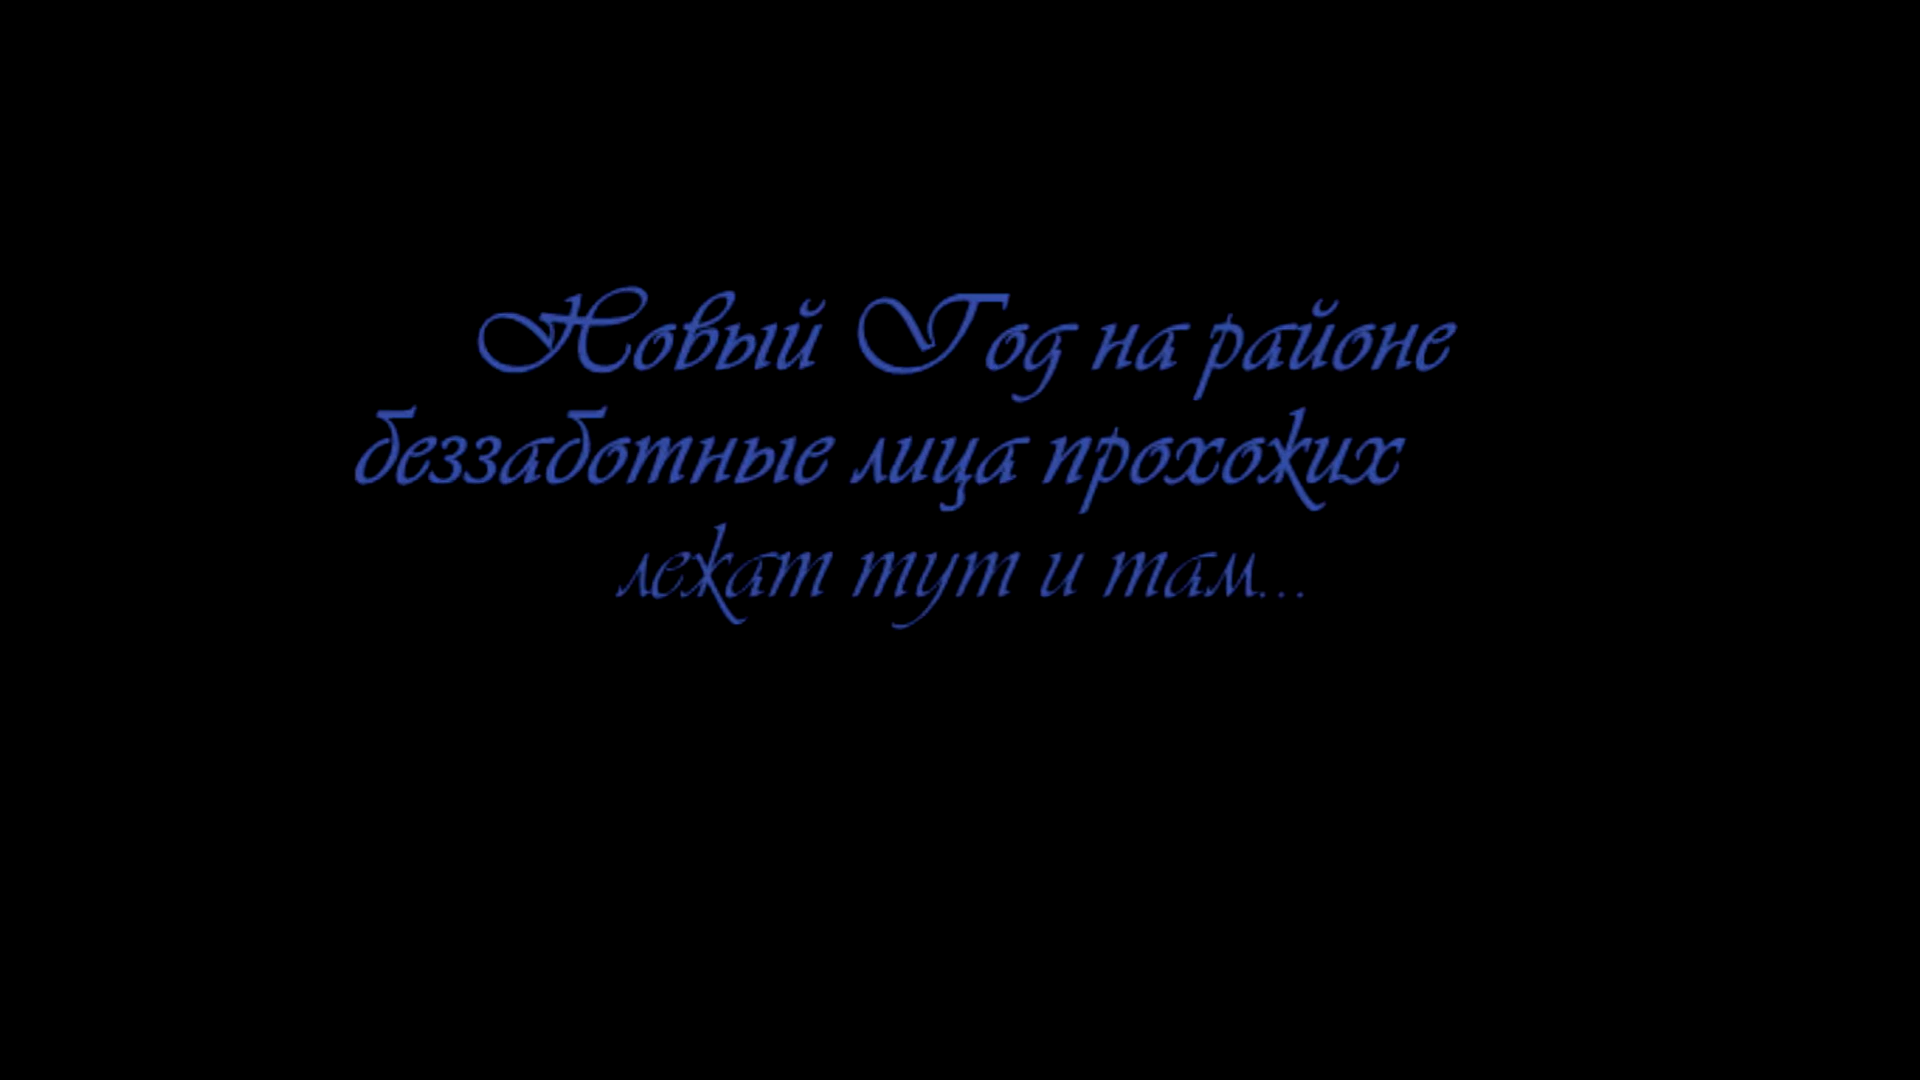 Новый Год на районе
беззаботные лица прохожих
лежат тут и там...